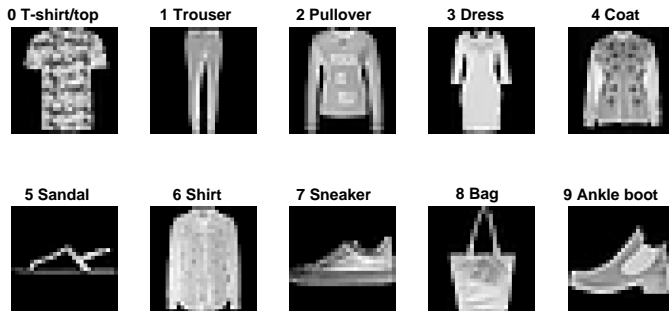 0 T-shirt/top 1 Trouser 2 Pullover 3 Dress 4 Coat
5 Sandal 6 Shirt 7 Sneaker 8 Bag 9 Ankle boot